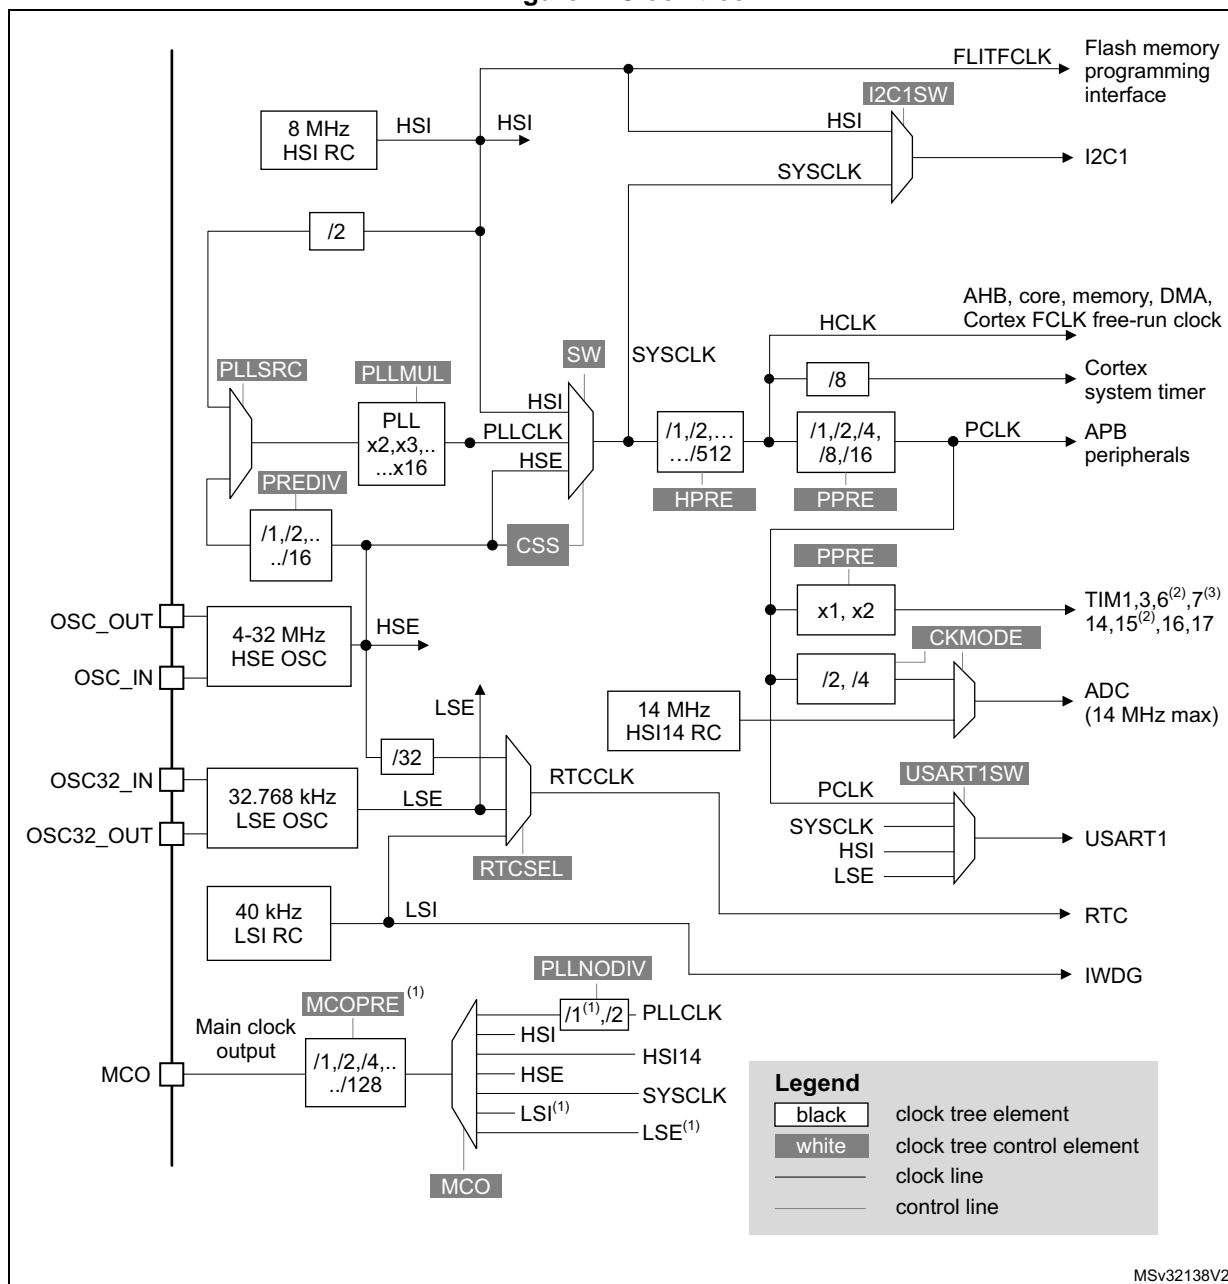 FLITFCLK
Flash memory
programming
interface
I2C1SW
8 MHz
HSI RC
HSI
HSI
HSI
I2C1
SYSCLK
/2
AHB, core, memory, DMA,
Cortex FCLK free-run clock
HCLK
SW
SYSCLK
PLLSRC
PLLMUL
/8
Cortex
system timer
PLL
x2,x3,..
...x16
HSI
PLLCLK
HSE
/1,/2,…
…/512
/1,/2,/4,
/8,/16
PCLK
APB
peripherals
HPRE
PPRE
PREDIV
/1,/2,..
../16
CSS
PPRE
x1, x2
TIM1,3,6(2),7(3)
14,15(2),16,17
OSC_OUT
OSC_IN
4-32 MHz
HSE OSC
HSE
CKMODE
/2, /4
ADC
(14 MHz max)
14 MHz
HSI14 RC
LSE
/32
RTCCLK
OSC32_IN
OSC32_OUT
32.768 kHz
LSE OSC
LSE
RTCSEL
USART1SW
PCLK
SYSCLK
HSI
LSE
USART1
40 kHz
LSI RC
LSI
RTC
IWDG
PLLNODIV
MCOPRE(1)
/1(1),/2
PLLCLK
Main clock
output
MCO
/1,/2,/4,..
../128
HSI
HSI14
HSE
SYSCLK
LSI(1)
LSE(1)
MCO
Legend
black
clock tree element
white
clock tree control element
clock line
control line
MSv32138V2